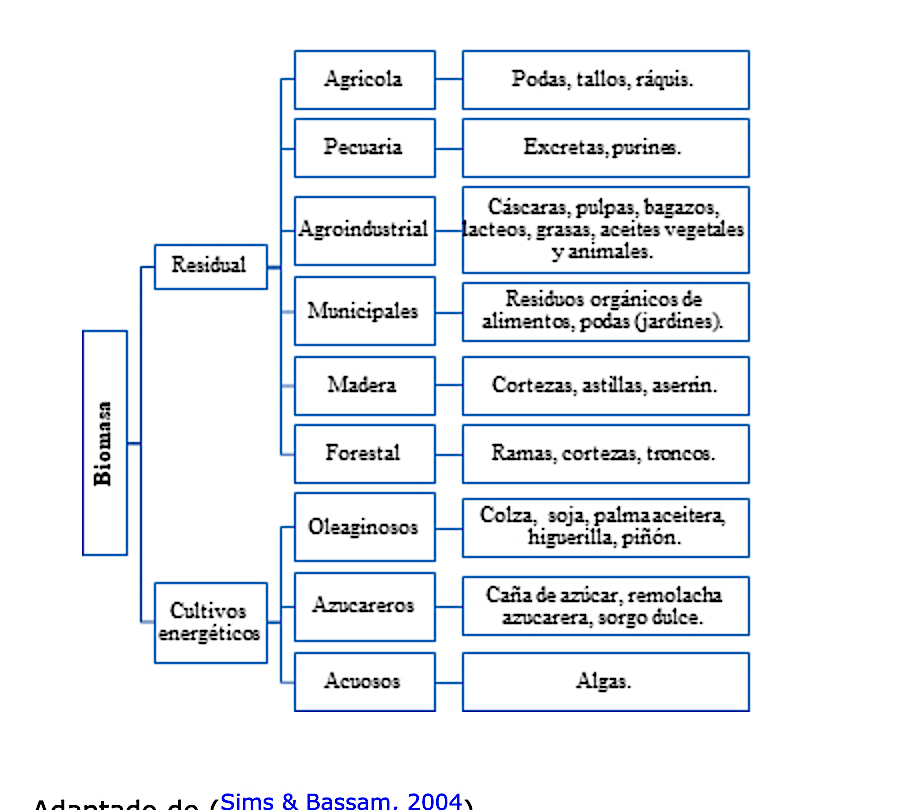 Agricola
Podas, tallos, ráquis.
Pecuaria
Excretas, purines.
Agroindustrial
Cáscaras, pulpas, bagazos,
lacteos, grasas, aceites vegetales
y animales.
Residual
Municipales
Residuos orgánicos de
alimentos, podas (jardines).
Madera
Cortezas, astillas, aserrin.
Forestal
Ramas, cortezas, troncos.
Biomasa
Oleaginosos
Colza, soja, palma aceitera,
higuerilla, piñón.
Cultivos
energéticos
Azucareros
Caña de azúcar, remolacha
azucarera, sorgo dulce.
Acuosos
Algas.
Adaptado de (Sims & Bassam, 2004)